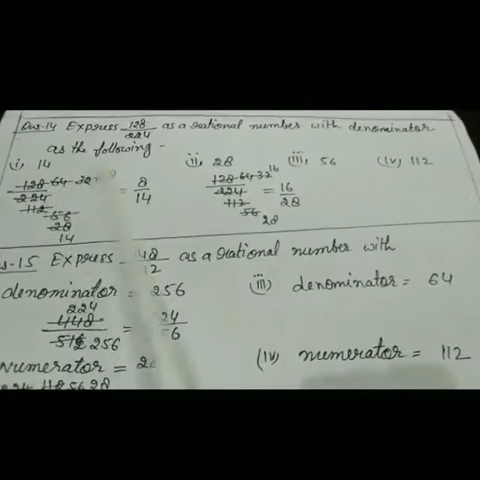 Qus-14 Express 128/224 as a rational number with denominator
as the following -
(i) 14 (ii) 28 (iii) 56 (iv) 112
128 64 32 = 8/14 128 64 32 16 = 16/28
224 224
112 112
56 56
28 28
14
s-15 Express 48/12 as a rational number with
denominator = 256 (iii) denominator = 64
224
448 = 24/6
512 256
numerator = (iv) numerator = 112
56 28